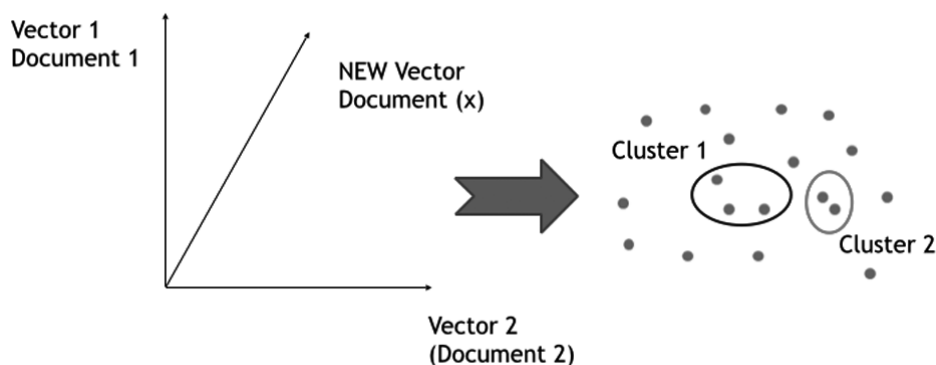 Vector 1
Document 1
NEW Vector
Document (x)
Cluster 1
Cluster 2
Vector 2
(Document 2)